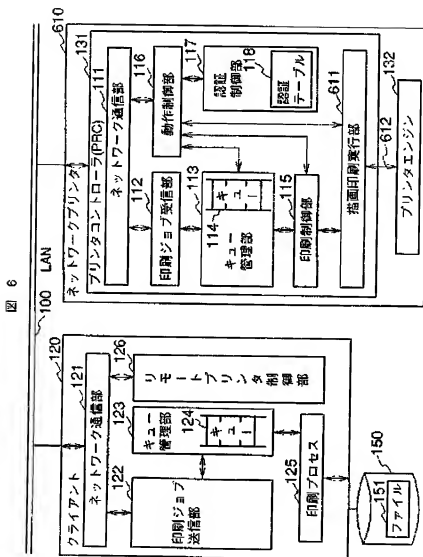 図 6
100 LAN
120
クライアント
121
ネットワーク通信部
122
印刷ジョブ送信部
123
キュー管理部
124
キュー
125
印刷プロセス
126
リモートプリンタ制御部
150
151
ファイル
610
ネットワークプリンタ
131
プリンタコントローラ(PRC)
111
ネットワーク通信部
112
印刷ジョブ受信部
113
114
キュー
キュー管理部
115
印刷制御部
116
動作制御部
117
認証制御部
118
認証テーブル
611
描画印刷実行部
612
132
プリンタエンジン